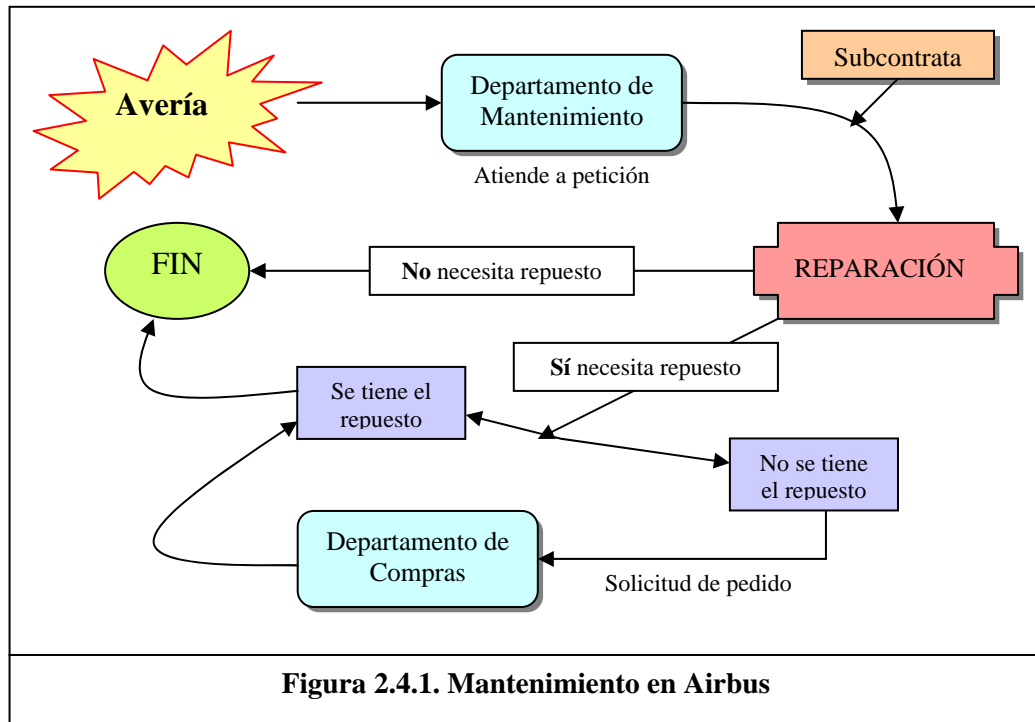 Avería
Departamento de
Mantenimiento
Subcontrata
Atiende a petición
FIN
No necesita repuesto
REPARACIÓN
Sí necesita repuesto
Se tiene el
repuesto
No se tiene
el repuesto
Departamento de
Compras
Solicitud de pedido
Figura 2.4.1. Mantenimiento en Airbus